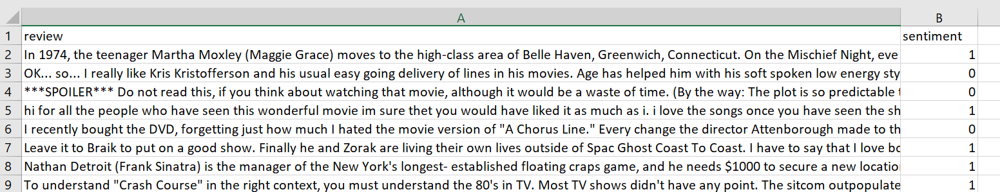 A B
1 review sentiment
2 In 1974, the teenager Martha Moxley (Maggie Grace) moves to the high-class area of Belle Haven, Greenwich, Connecticut. On the Mischief Night, eve 1
3 OK... so... I really like Kris Kristofferson and his usual easy going delivery of lines in his movies. Age has helped him with his soft spoken low energy sty 0
4 ***SPOILER*** Do not read this, if you think about watching that movie, although it would be a waste of time. (By the way: The plot is so predictable 0
5 hi for all the people who have seen this wonderful movie im sure thet you would have liked it as much as i. i love the songs once you have seen the sh 1
6 I recently bought the DVD, forgetting just how much I hated the movie version of "A Chorus Line." Every change the director Attenborough made to th 0
7 Leave it to Braik to put on a good show. Finally he and Zorak are living their own lives outside of Spac Ghost Coast To Coast. I have to say that I love bo 1
8 Nathan Detroit (Frank Sinatra) is the manager of the New York's longest- established floating craps game, and he needs $1000 to secure a new locatio 1
9 To understand "Crash Course" in the right context, you must understand the 80's in TV. Most TV shows didn't have any point. The sitcom outpopulate 1